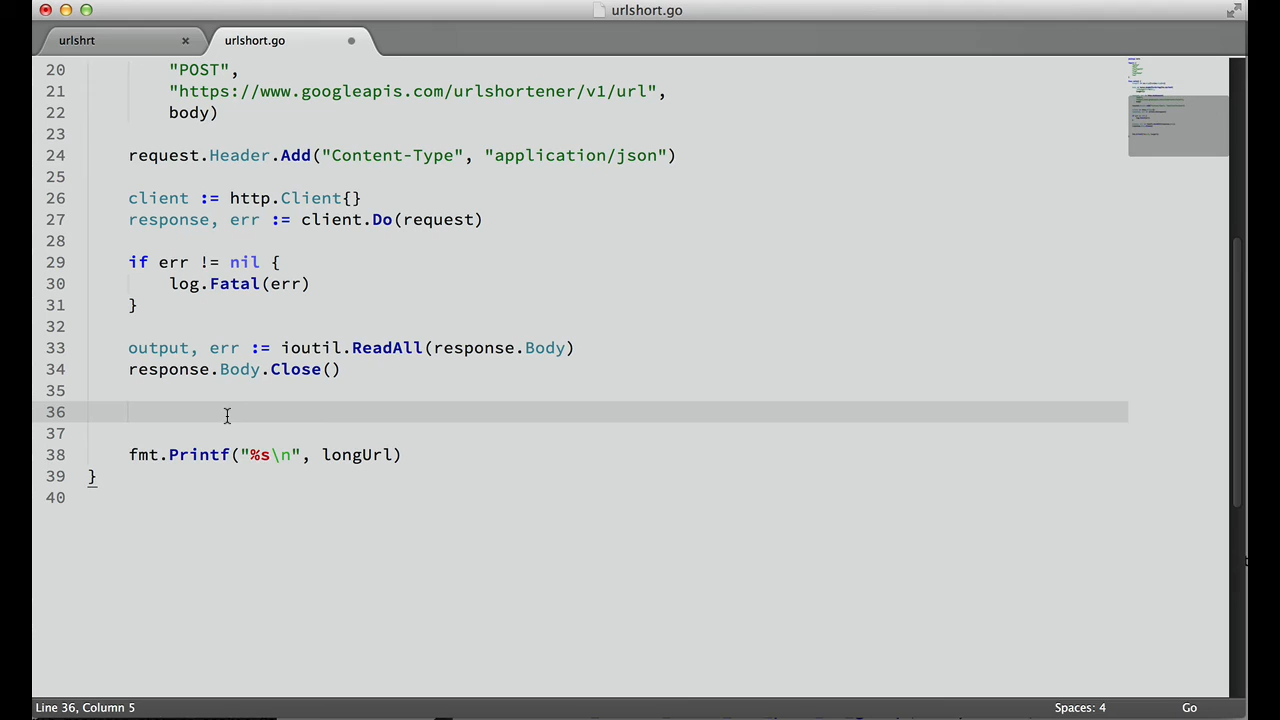 urlshort.go
urlshrt
urlshort.go
20 "POST",
21 "https://www.googleapis.com/urlshortener/v1/url",
22 body)
23
24 request.Header.Add("Content-Type", "application/json")
25
26 client := http.Client{}
27 response, err := client.Do(request)
28
29 if err != nil {
30 log.Fatal(err)
31 }
32
33 output, err := ioutil.ReadAll(response.Body)
34 response.Body.Close()
35
36
37
38 fmt.Printf("%s\n", longUrl)
39 }
40
Line 36, Column 5
Spaces: 4
Go